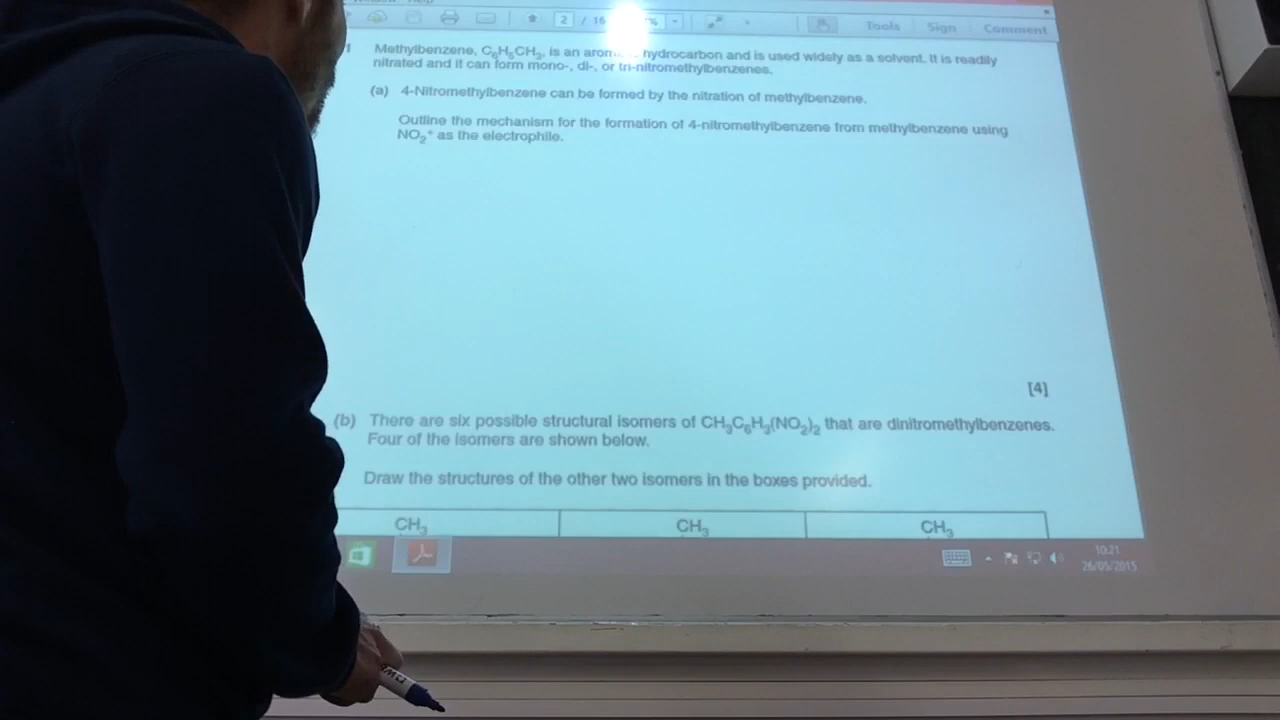 2 / 16 %
Tools Sign Comment
1 Methylbenzene, C₆H₅CH₃, is an arom hydrocarbon and is used widely as a solvent. It is readily
nitrated and it can form mono-, di-, or tri-nitromethylbenzenes.
(a) 4-Nitromethylbenzene can be formed by the nitration of methylbenzene.
Outline the mechanism for the formation of 4-nitromethylbenzene from methylbenzene using
NO₂⁺ as the electrophile.
[4]
(b) There are six possible structural isomers of CH₃C₆H₃(NO₂)₂ that are dinitromethylbenzenes.
Four of the isomers are shown below.
Draw the structures of the other two isomers in the boxes provided.
CH₃ CH₃ CH₃
10:21
26/05/2015